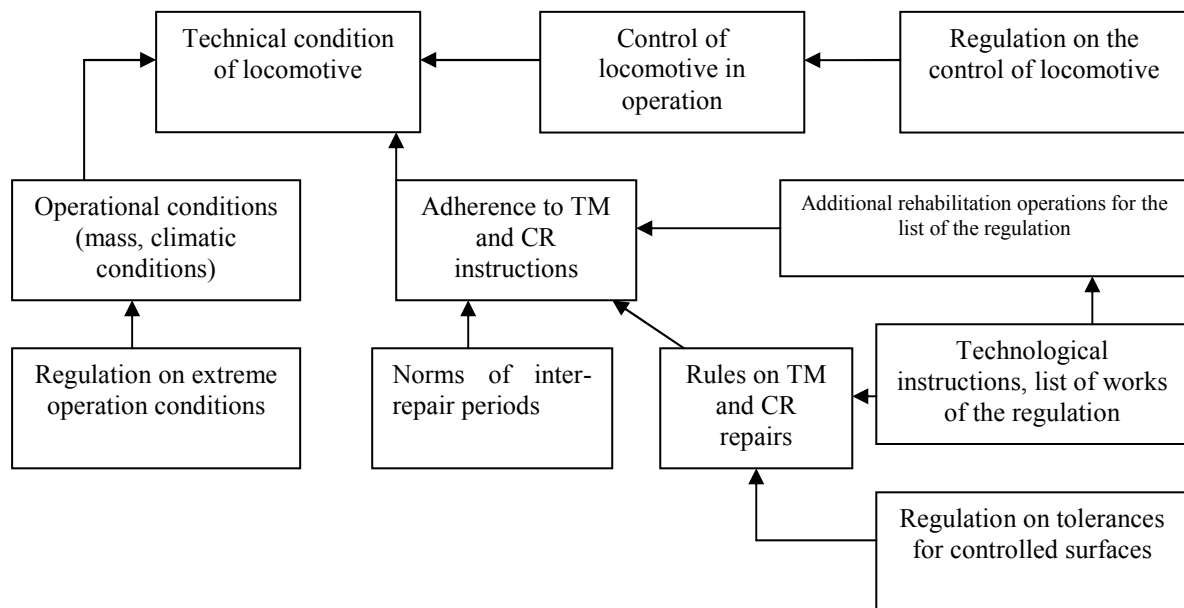 Technical condition
of locomotive
Control of
locomotive in
operation
Regulation on the
control of locomotive
Operational conditions
(mass, climatic
conditions)
Adherence to TM
and CR
instructions
Additional rehabilitation operations for the
list of the regulation
Regulation on extreme
operation conditions
Norms of inter-
repair periods
Rules on TM
and CR
repairs
Technological
instructions, list of works
of the regulation
Regulation on tolerances
for controlled surfaces